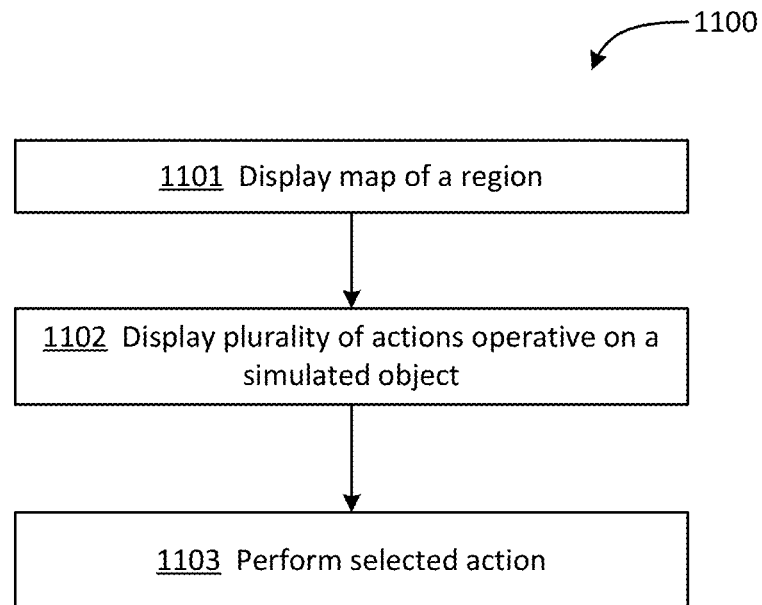 1100
1101 Display map of a region
1102 Display plurality of actions operative on a
simulated object
1103 Perform selected action